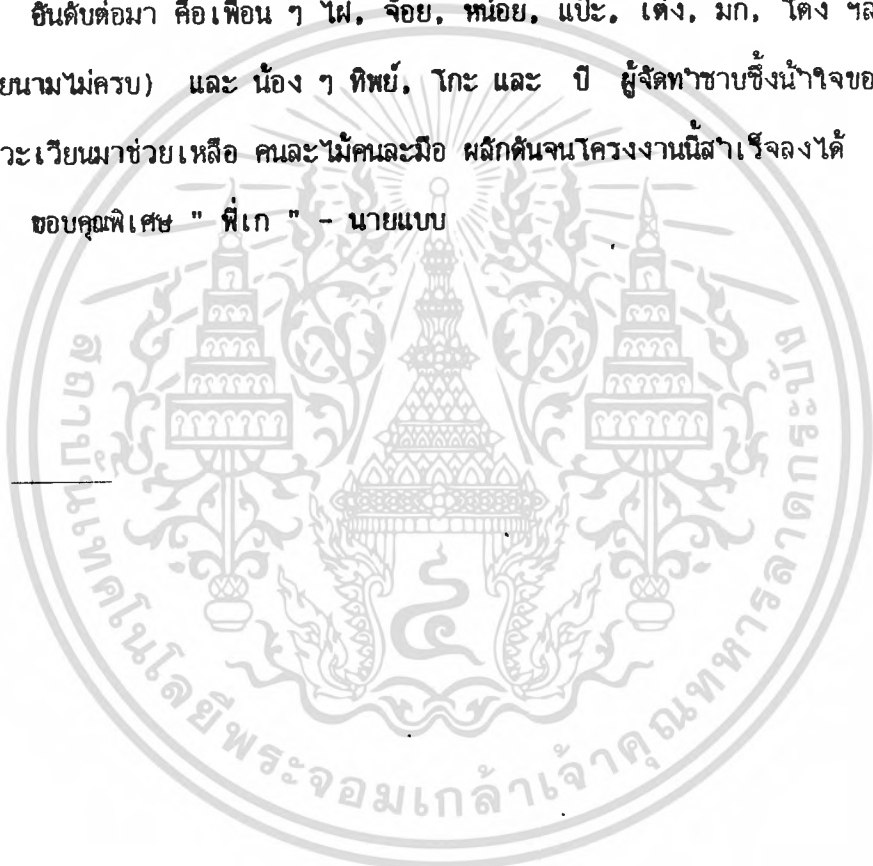 อันดับต่อมา คือเพื่อน ๆ ไฝ, จ้อย, หน่อย, แป๊ะ, เต๋ง, มก, โด่ง ฯล
ยนามไม่ครบ) และ น้อง ๆ ทิพย์, โกะ และ ปี ผู้จัดทำซาบซึ้งน้ำใจขอ
วะเวียนมาช่วยเหลือ คนละไม้คนละมือ ผลักดันจนโครงงานนี้สำเร็จลงได้
ขอบคุณพิเศษ " พี่เก " - นายแบบ
สถาบันเทคโนโลยีพระจอมเกล้าเจ้าคุณทหารลาดกระบัง